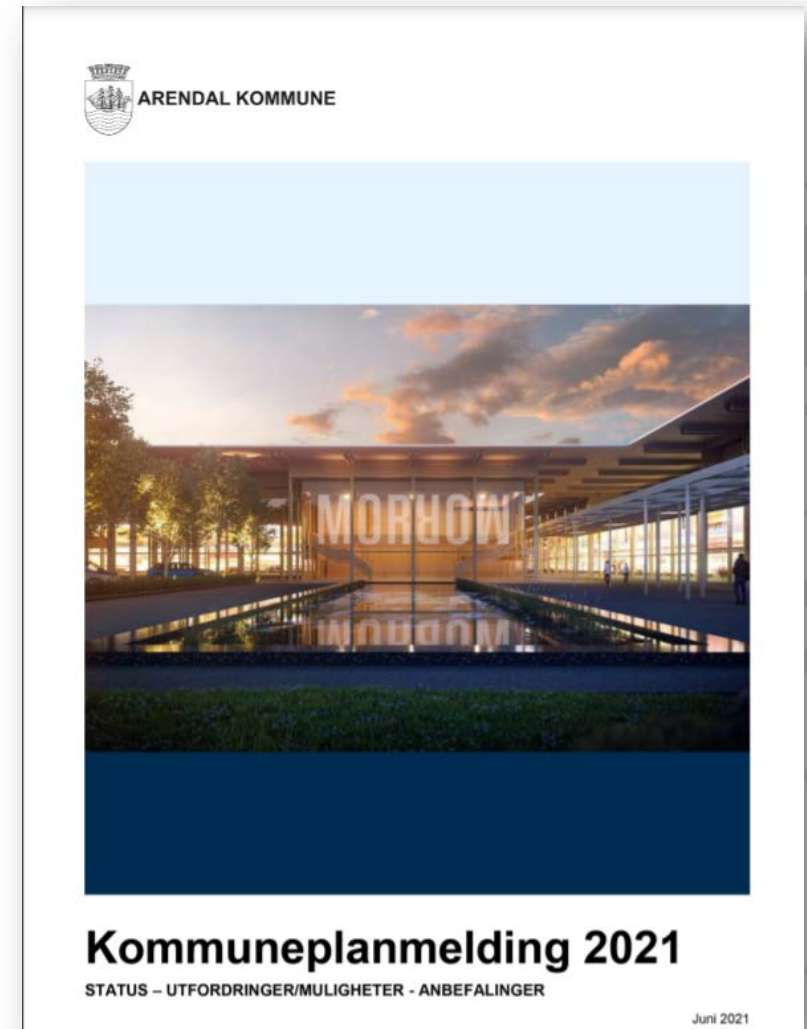 ARENDAL KOMMUNE
MORROW
Kommuneplanmelding 2021
STATUS – UTFORDRINGER/MULIGHETER - ANBEFALINGER
Juni 2021